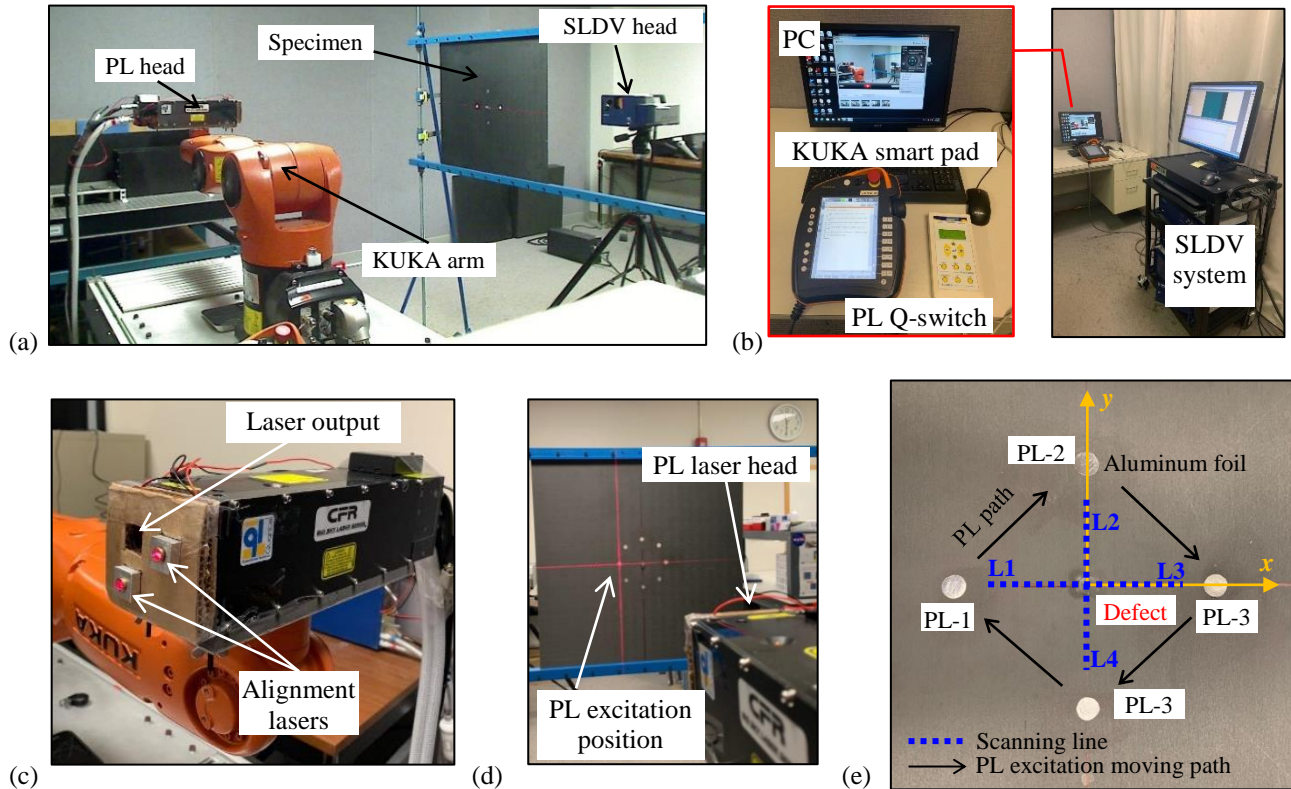 Specimen
SLDV head
PL head
KUKA arm
(a)
PC
KUKA smart pad
PL Q-switch
SLDV
system
(b)
Laser output
CFR
KUKA
Alignment
lasers
(c)
PL laser head
CFR
PL excitation
position
(d)
y
PL-2
Aluminum foil
PL path
L2
L1
L3
x
PL-1
Defect
PL-3
L4
PL-3
Scanning line
PL excitation moving path
(e)